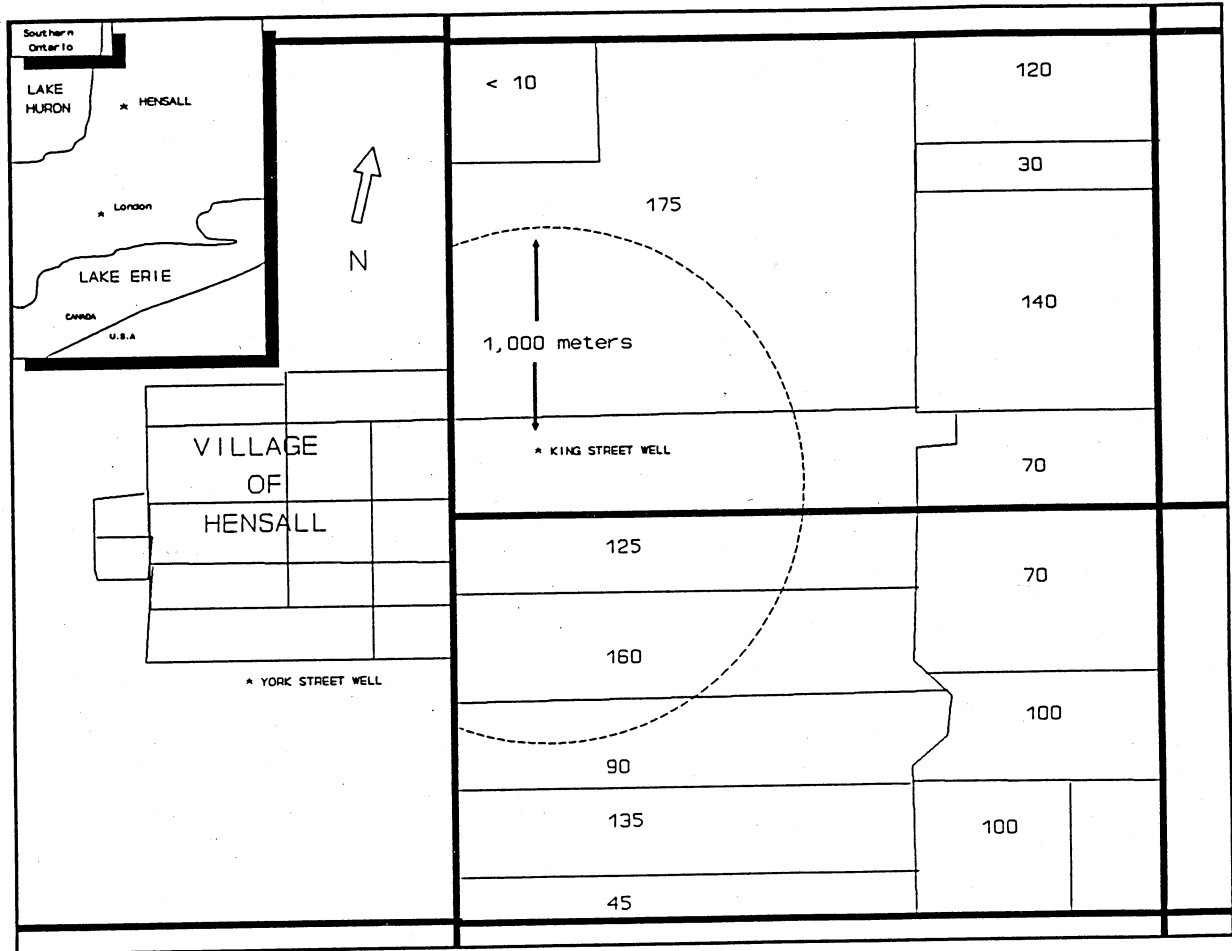 Southern
Ontario
LAKE
HURON
* HENSALL
* London
LAKE ERIE
CANADA
U.S.A
N
< 10
120
30
175
140
1,000 meters
VILLAGE
OF
HENSALL
* KING STREET WELL
70
125
70
160
* YORK STREET WELL
100
90
135
100
45